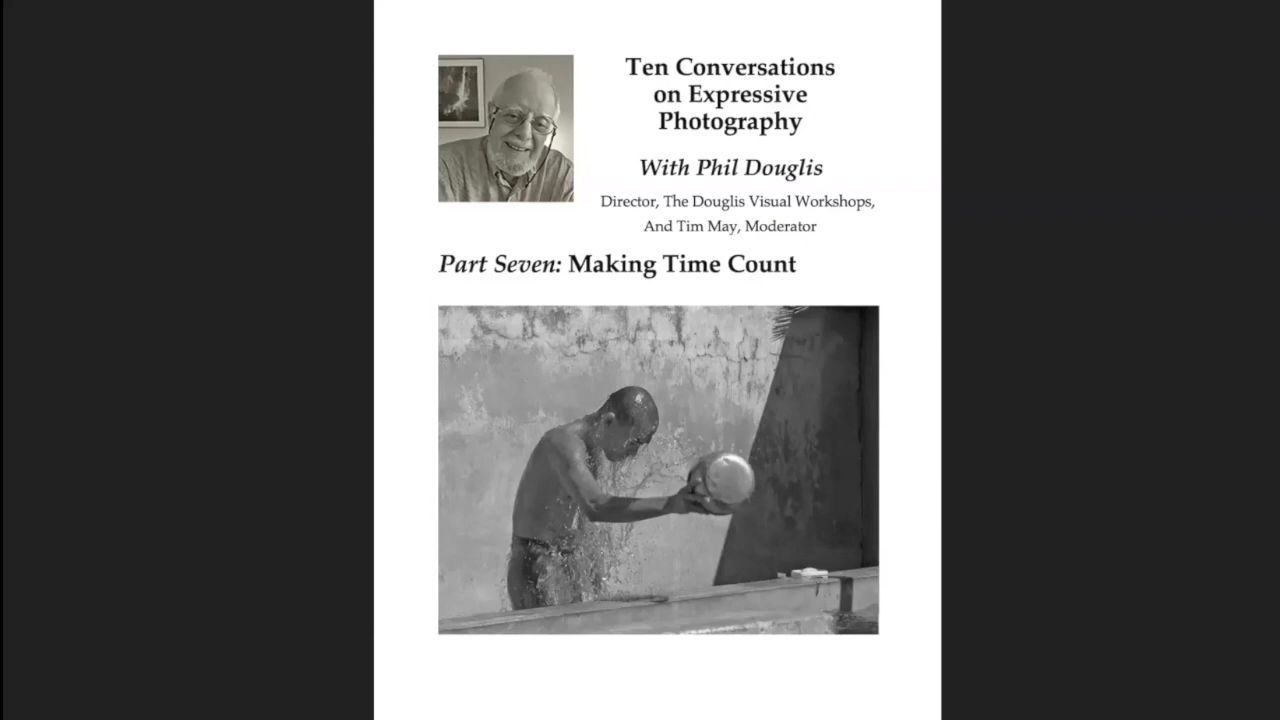 Ten Conversations
on Expressive
Photography
With Phil Douglis
Director, The Douglis Visual Workshops,
And Tim May, Moderator
Part Seven: Making Time Count